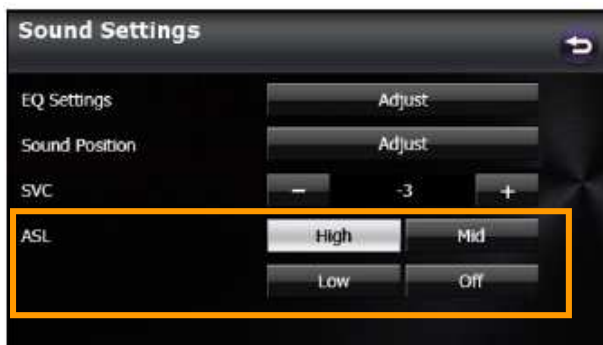 Sound Settings
EQ Settings Adjust
Sound Position Adjust
SVC − -3 +
ASL High Mid
Low Off